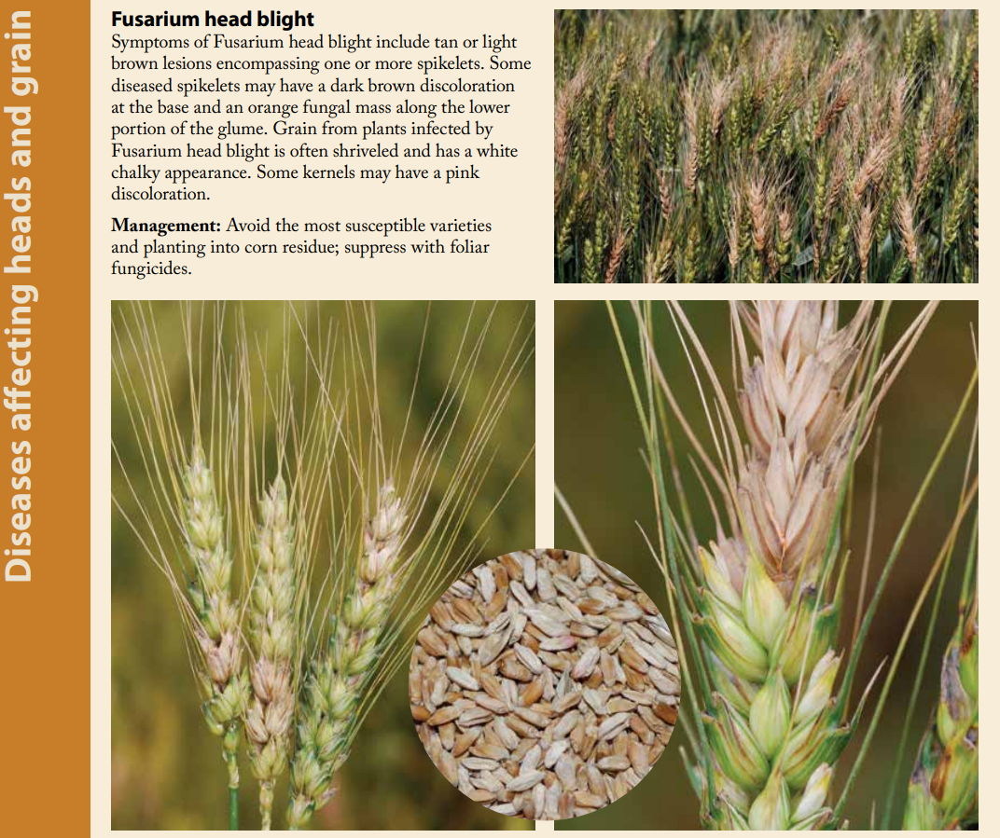 Diseases affecting heads and grain
Fusarium head blight
Symptoms of Fusarium head blight include tan or light
brown lesions encompassing one or more spikelets. Some
diseased spikelets may have a dark brown discoloration
at the base and an orange fungal mass along the lower
portion of the glume. Grain from plants infected by
Fusarium head blight is often shriveled and has a white
chalky appearance. Some kernels may have a pink
discoloration.
Management: Avoid the most susceptible varieties
and planting into corn residue; suppress with foliar
fungicides.